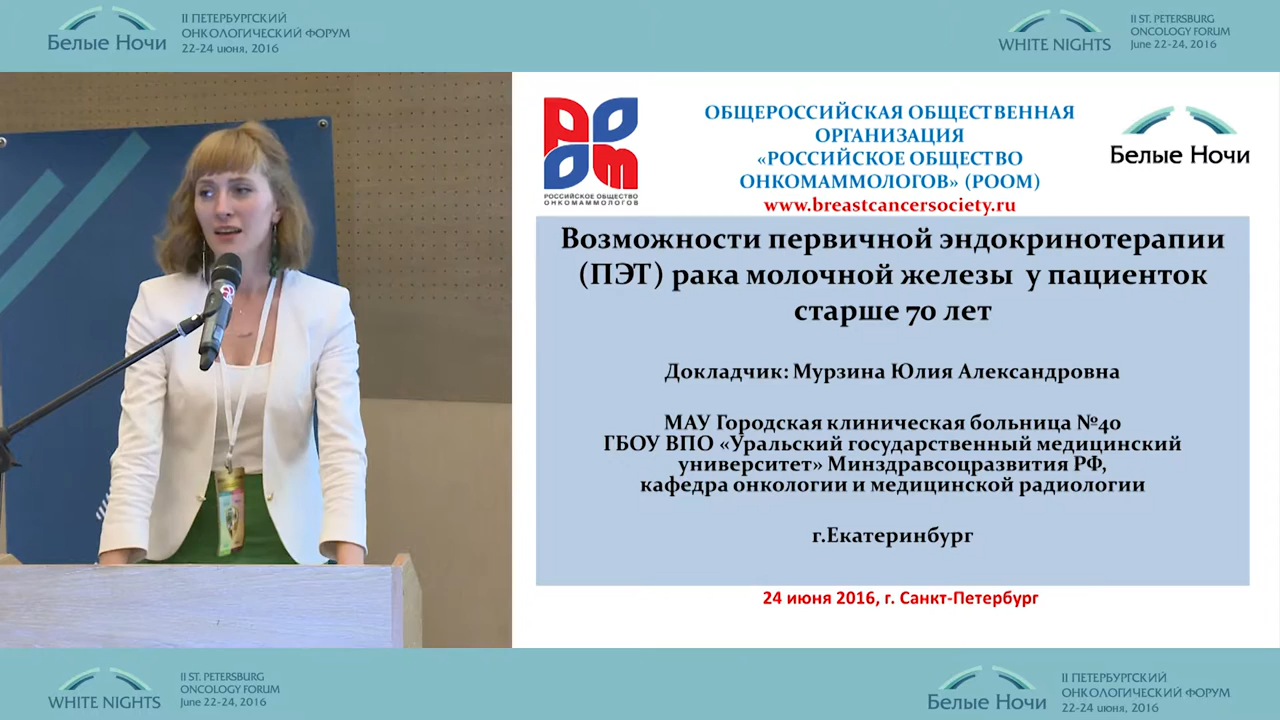 Белые Ночи
II ПЕТЕРБУРГСКИЙ
ОНКОЛОГИЧЕСКИЙ ФОРУМ
22-24 июня, 2016
WHITE NIGHTS
II ST. PETERSBURG
ONCOLOGY FORUM
June 22-24, 2016
РООМ
РОССИЙСКОЕ ОБЩЕСТВО
ОНКОМАММОЛОГОВ
ОБЩЕРОССИЙСКАЯ ОБЩЕСТВЕННАЯ
ОРГАНИЗАЦИЯ
«РОССИЙСКОЕ ОБЩЕСТВО
ОНКОМАММОЛОГОВ» (РООМ)
www.breastcancersociety.ru
Белые Ночи
Возможности первичной эндокринотерапии
(ПЭТ) рака молочной железы у пациенток
старше 70 лет
Докладчик: Мурзина Юлия Александровна
МАУ Городская клиническая больница №40
ГБОУ ВПО «Уральский государственный медицинский
университет» Минздравсоцразвития РФ,
кафедра онкологии и медицинской радиологии
г.Екатеринбург
24 июня 2016, г. Санкт-Петербург
WHITE NIGHTS
II ST. PETERSBURG
ONCOLOGY FORUM
June 22-24, 2016
Белые Ночи
II ПЕТЕРБУРГСКИЙ
ОНКОЛОГИЧЕСКИЙ ФОРУМ
22-24 июня, 2016